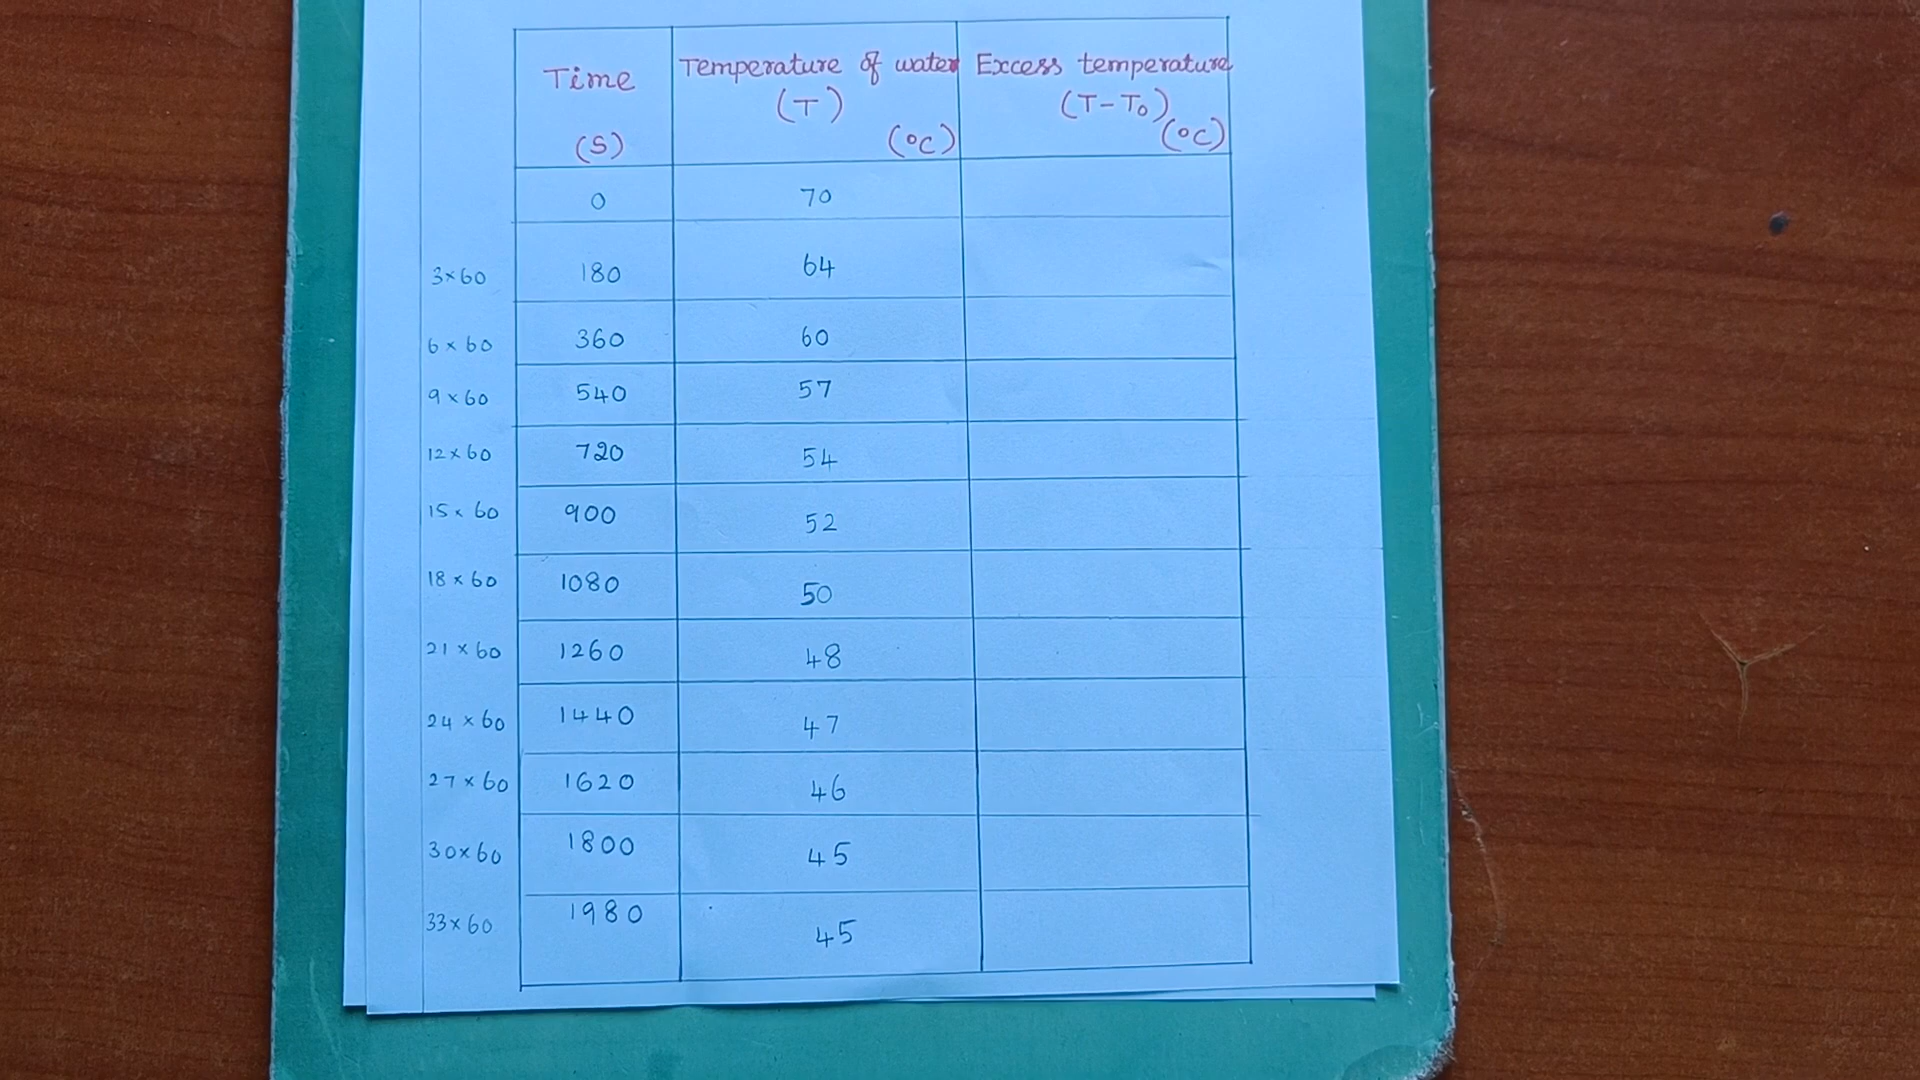 Time (S) Temperature of water (T) (°C) Excess temperature (T-T₀) (°C)
0 70
3×60 180 64
6×60 360 60
9×60 540 57
12×60 720 54
15×60 900 52
18×60 1080 50
21×60 1260 48
24×60 1440 47
27×60 1620 46
30×60 1800 45
33×60 1980 45